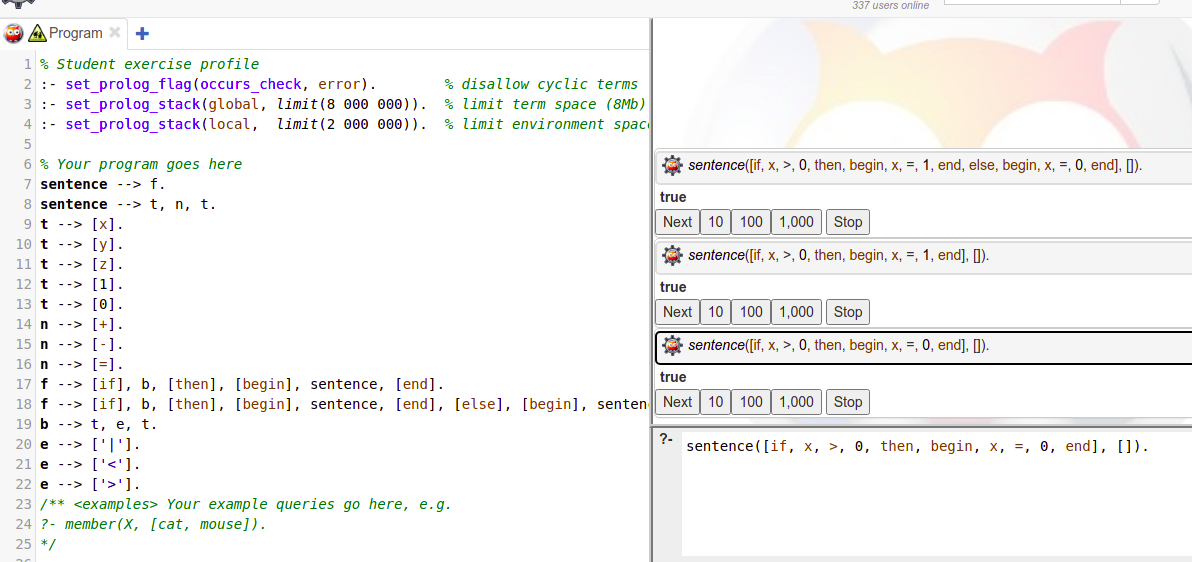 337 users online
Program
1 % Student exercise profile
2 :- set_prolog_flag(occurs_check, error). % disallow cyclic terms
3 :- set_prolog_stack(global, limit(8 000 000)). % limit term space (8Mb)
4 :- set_prolog_stack(local, limit(2 000 000)). % limit environment space
5
6 % Your program goes here
7 sentence --> f.
8 sentence --> t, n, t.
9 t --> [x].
10 t --> [y].
11 t --> [z].
12 t --> [1].
13 t --> [0].
14 n --> [+].
15 n --> [-].
16 n --> [=].
17 f --> [if], b, [then], [begin], sentence, [end].
18 f --> [if], b, [then], [begin], sentence, [end], [else], [begin], senten
19 b --> t, e, t.
20 e --> ['|'].
21 e --> ['<'].
22 e --> ['>'].
23 /** <examples> Your example queries go here, e.g.
24 ?- member(X, [cat, mouse]).
25 */
sentence([if, x, >, 0, then, begin, x, =, 1, end, else, begin, x, =, 0, end], []).
true
Next 10 100 1,000 Stop
sentence([if, x, >, 0, then, begin, x, =, 1, end], []).
true
Next 10 100 1,000 Stop
sentence([if, x, >, 0, then, begin, x, =, 0, end], []).
true
Next 10 100 1,000 Stop
?- sentence([if, x, >, 0, then, begin, x, =, 0, end], []).